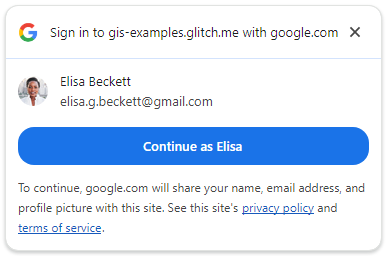 Sign in to gis-examples.glitch.me with google.com
Elisa Beckett
elisa.g.beckett@gmail.com
Continue as Elisa
To continue, google.com will share your name, email address, and
profile picture with this site. See this site's privacy policy and
terms of service.